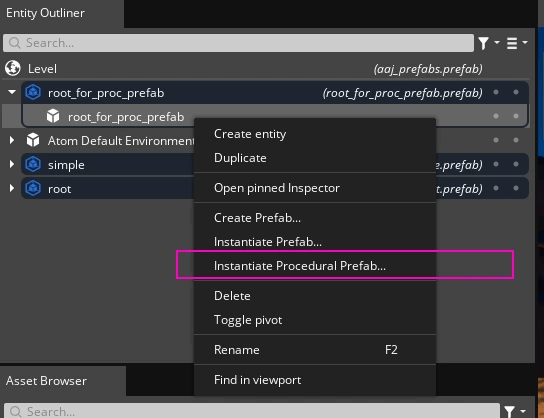 Entity Outliner
Search...
Level (aaj_prefabs.prefab)
root_for_proc_prefab (root_for_proc_prefab.prefab)
root_for_proc_prefab
Atom Default Environment
simple e.prefab)
root t.prefab)
Create entity
Duplicate
Open pinned Inspector
Create Prefab...
Instantiate Prefab...
Instantiate Procedural Prefab...
Delete
Toggle pivot
Rename F2
Find in viewport
Asset Browser
Search...